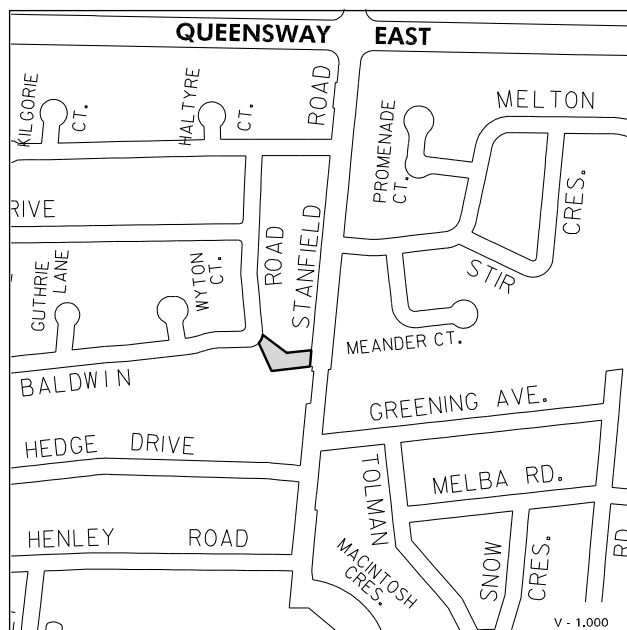 QUEENSWAY EAST
KILGORIE CT.
HALTYRE CT.
ROAD
PROMENADE CT.
MELTON
RIVE
CRES.
ROAD
STANFIELD
GUTHRIE LANE
WYTON CT.
STIR
MEANDER CT.
BALDWIN
GREENING AVE.
HEDGE DRIVE
TOLMAN
MELBA RD.
HENLEY ROAD
MACINTOSH CRES.
SNOW
CRES.
RD
V - 1.000